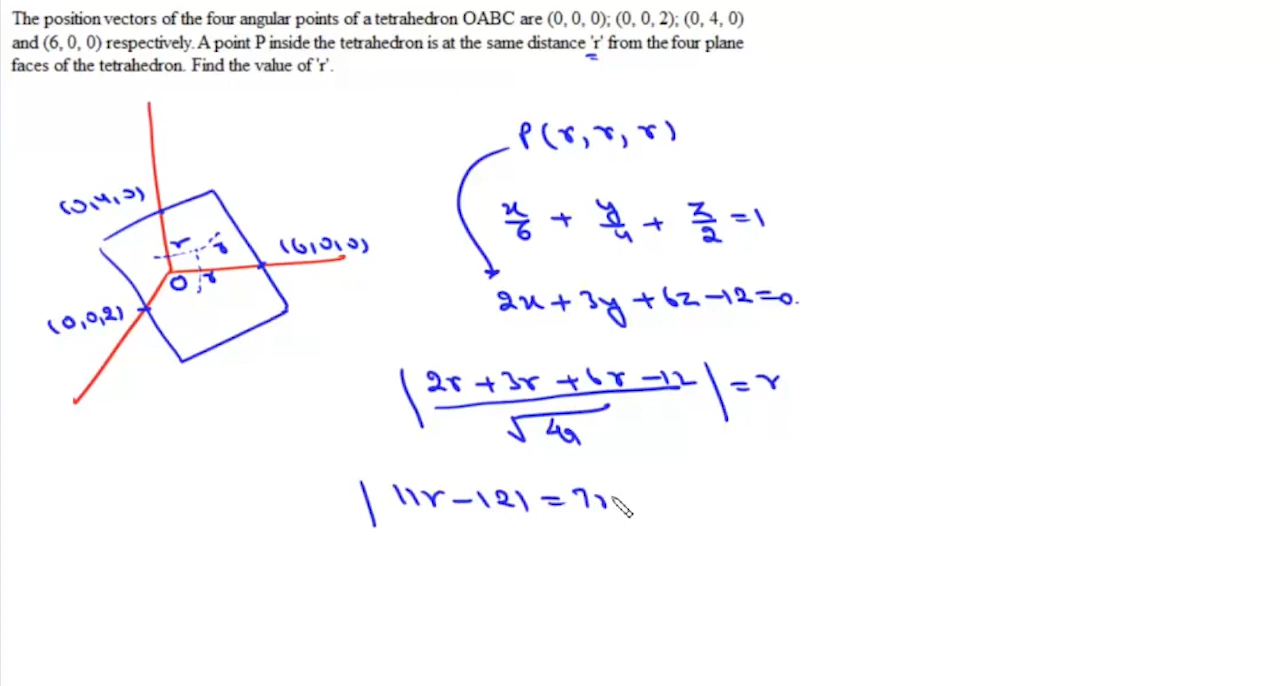 The position vectors of the four angular points of a tetrahedron OABC are (0, 0, 0); (0, 0, 2); (0, 4, 0)
and (6, 0, 0) respectively. A point P inside the tetrahedron is at the same distance 'r' from the four plane
faces of the tetrahedron. Find the value of 'r'.
P(r, r, r)
(0,4,0)
x/6 + y/4 + z/2 = 1
r r
(6,0,0)
O r
(0,0,2)
2x + 3y + 6z - 12 = 0.
| 2r + 3r + 6r - 12 / √49 | = r
| 11r - 12 | = 7r